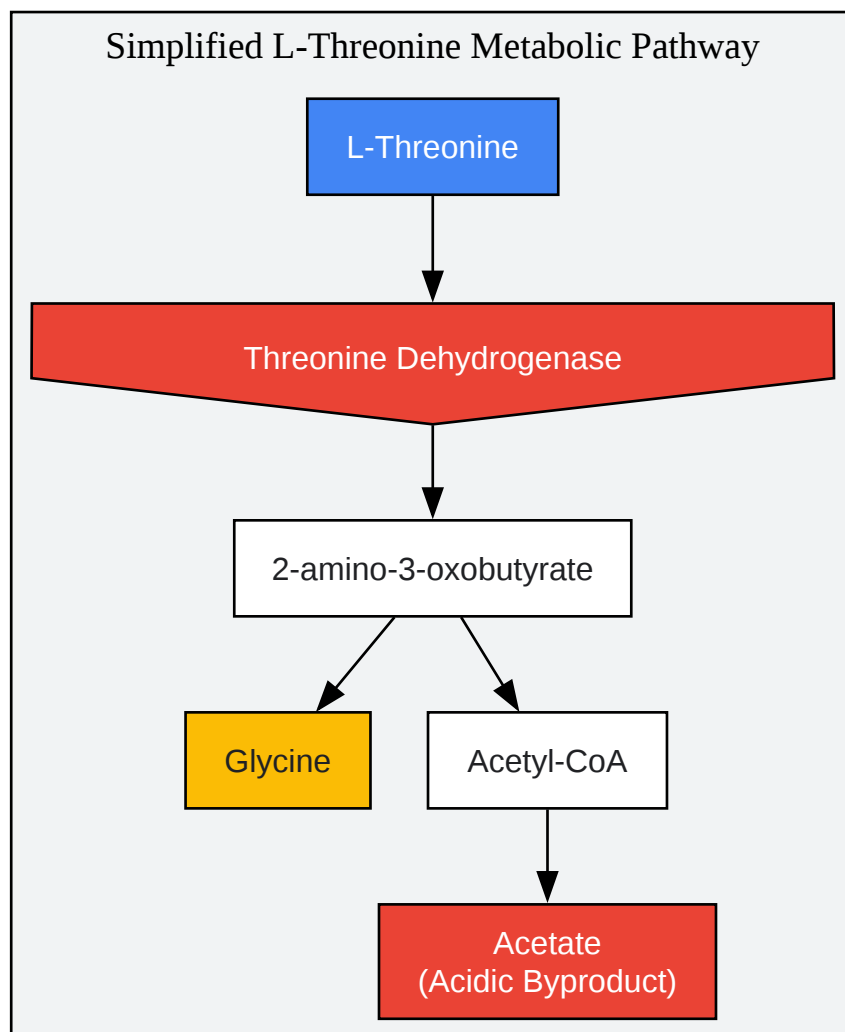 Simplified L-Threonine Metabolic Pathway
L-Threonine
Threonine Dehydrogenase
2-amino-3-oxobutyrate
Glycine
Acetyl-CoA
Acetate
(Acidic Byproduct)